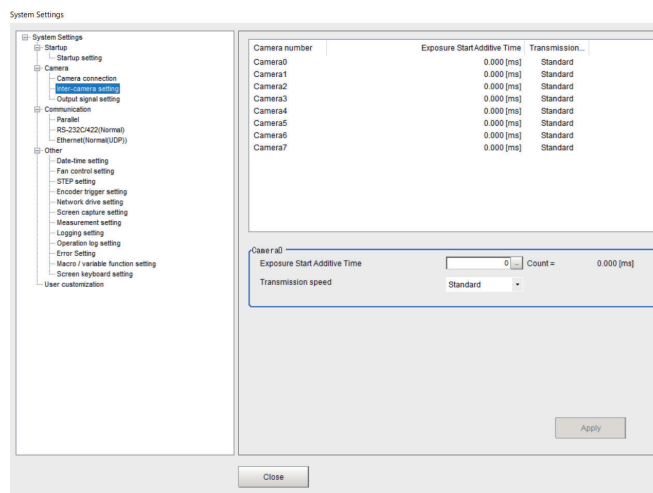 System Settings
System Settings
Startup
Startup setting
Camera
Camera connection
Inter-camera setting
Output signal setting
Communication
Parallel
RS-232C/422(Normal)
Ethernet(Normal(UDP))
Other
Date-time setting
Fan control setting
STEP setting
Encoder trigger setting
Network drive setting
Screen capture setting
Measurement setting
Logging setting
Operation log setting
Error Setting
Macro / variable function setting
Screen keyboard setting
User customization
Camera number Exposure StartAdditive Time Transmission...
Camera0 0.000 [ms] Standard
Camera1 0.000 [ms] Standard
Camera2 0.000 [ms] Standard
Camera3 0.000 [ms] Standard
Camera4 0.000 [ms] Standard
Camera5 0.000 [ms] Standard
Camera6 0.000 [ms] Standard
Camera7 0.000 [ms] Standard
Camera0
Exposure Start Additive Time 0 ... Count = 0.000 [ms]
Transmission speed Standard
Apply
Close